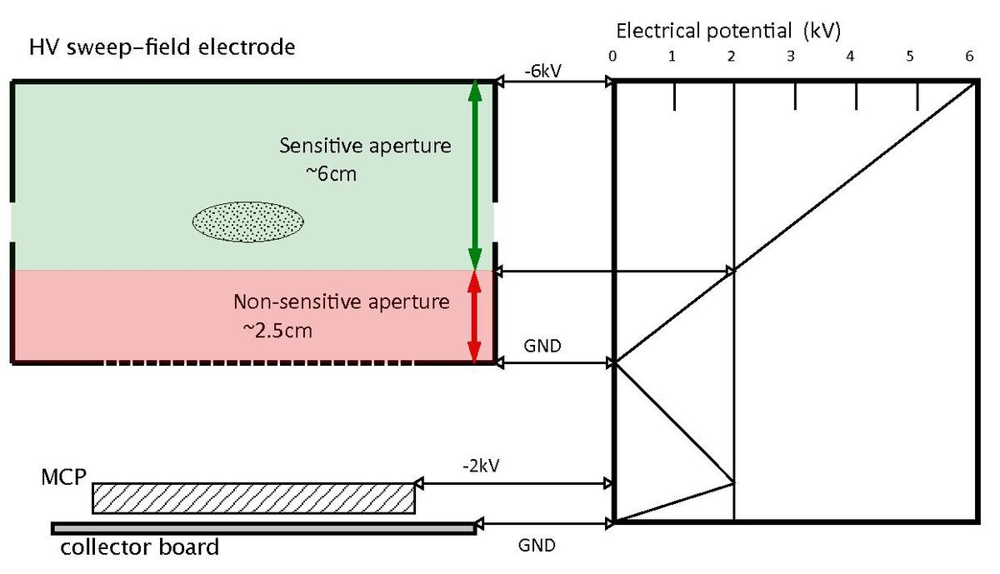 Electrical potential (kV)
HV sweep-field electrode
0 1 2 3 4 5 6
-6kV
Sensitive aperture
~6cm
Non-sensitive aperture
~2.5cm
GND
-2kV
MCP
GND
collector board